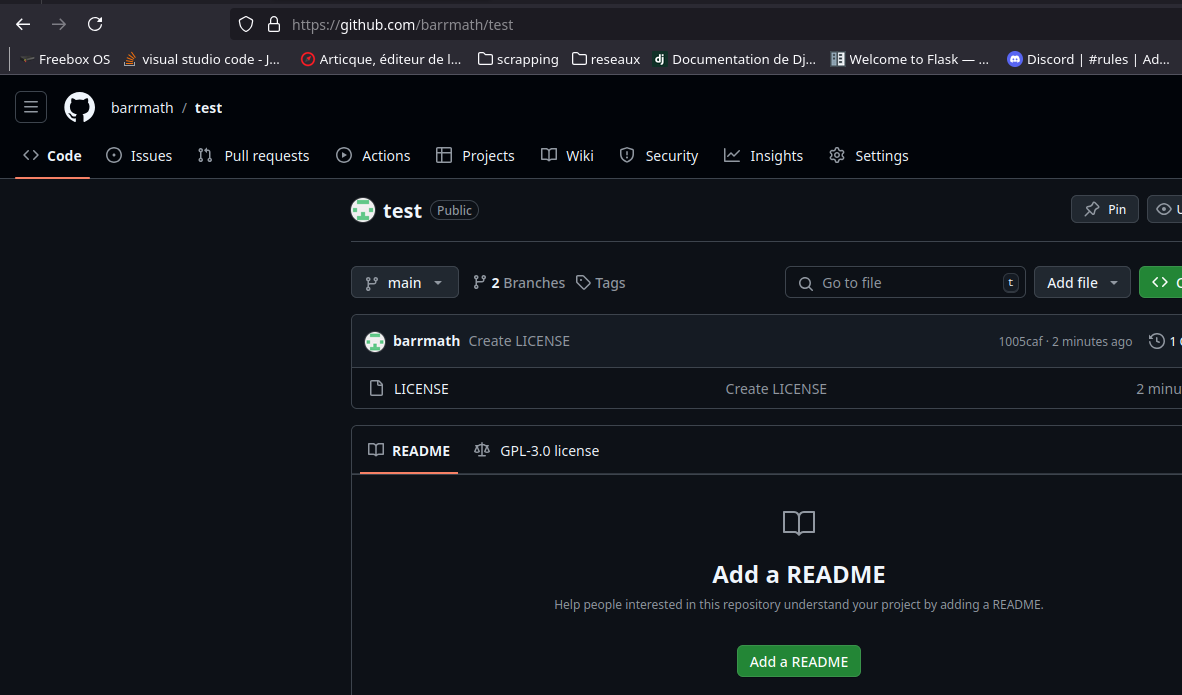 https://github.com/barrmath/test
Freebox OS visual studio code - J... Articque, éditeur de l... scrapping reseaux dj Documentation de Dj... Welcome to Flask — ... Discord | #rules | Ad...
barrmath / test
Code Issues Pull requests Actions Projects Wiki Security Insights Settings
test Public Pin
main 2 Branches Tags Go to file t Add file
barrmath Create LICENSE 1005caf · 2 minutes ago 1
LICENSE Create LICENSE 2 minu
README GPL-3.0 license
Add a README
Help people interested in this repository understand your project by adding a README.
Add a README